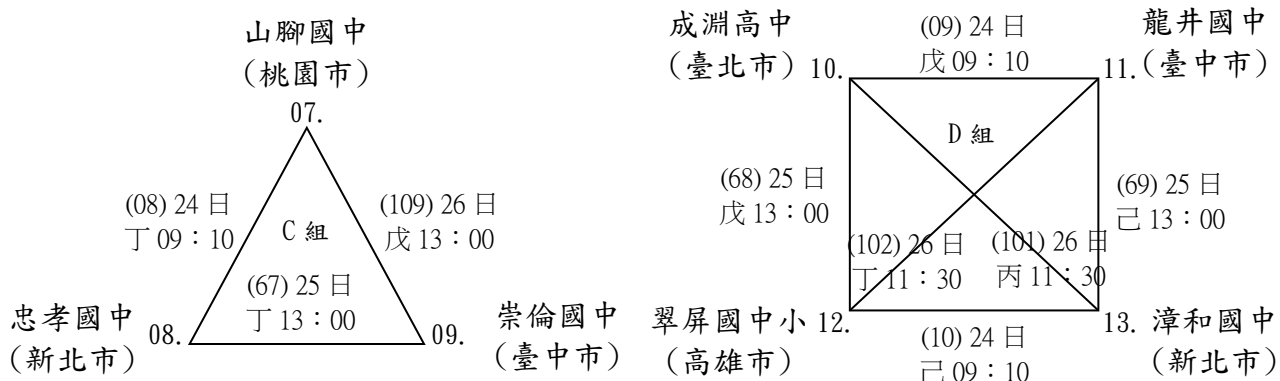 山腳國中
(桃園市)
07.
(08) 24 日
丁 09：10
C 組
(109) 26 日
戊 13：00
(67) 25 日
丁 13：00
忠孝國中
(新北市)
08.
09.
崇倫國中
(臺中市)
成淵高中
(臺北市)
10.
(09) 24 日
戊 09：10
龍井國中
11.(臺中市)
D 組
(68) 25 日
戊 13：00
(69) 25 日
己 13：00
(102) 26 日
丁 11：30
(101) 26 日
丙 11：30
翠屏國中小 12.
(高雄市)
(10) 24 日
己 09：10
13. 漳和國中
(新北市)